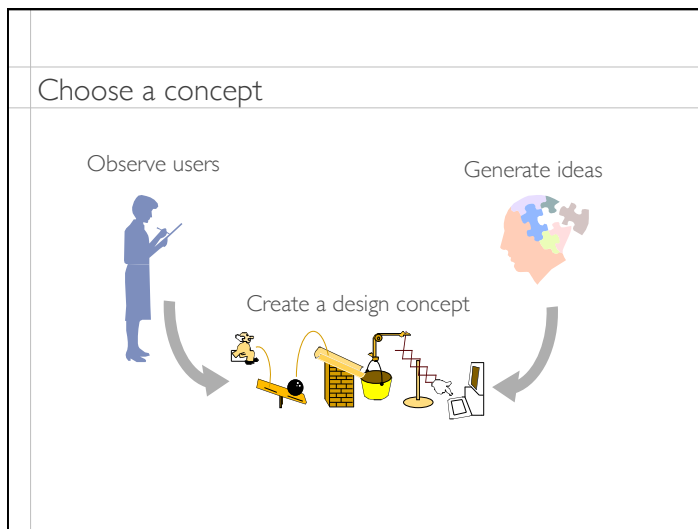 Choose a concept
Observe users
Generate ideas
Create a design concept